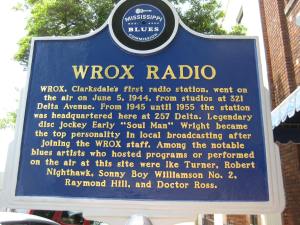 MISSISSIPPI
BLUES
COMMISSION
WROX RADIO
WROX, Clarksdale's first radio station, went on
the air on June 5, 1944, from studios at 321
Delta Avenue. From 1945 until 1955 the station
was headquartered here at 257 Delta. Legendary
disc jockey Early "Soul Man" Wright became
the top personality in local broadcasting after
joining the WROX staff. Among the notable
blues artists who hosted programs or performed
on the air at this site were Ike Turner, Robert
Nighthawk, Sonny Boy Williamson No. 2,
Raymond Hill, and Doctor Ross.